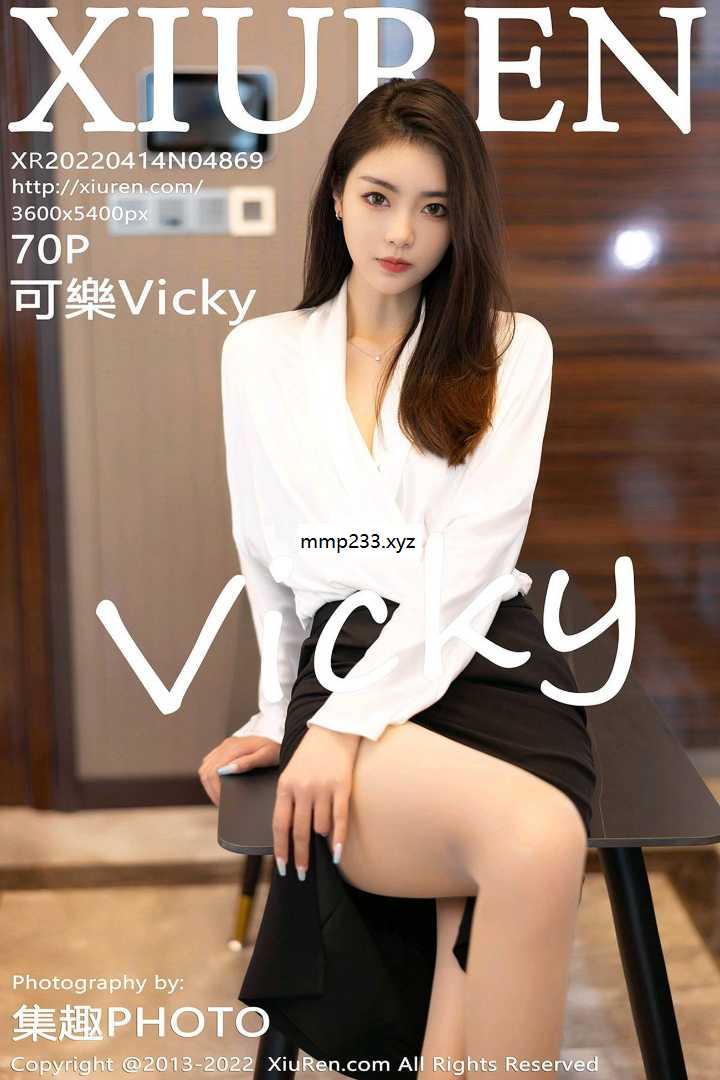 XIUREN
XR20220414N04869
http://xiuren.com/
3600x5400px
70P
可樂Vicky
mmp233.xyz
Vicky
Photography by:
集趣PHOTO
Copyright @2013-2022 XiuRen.com All Rights Reserved